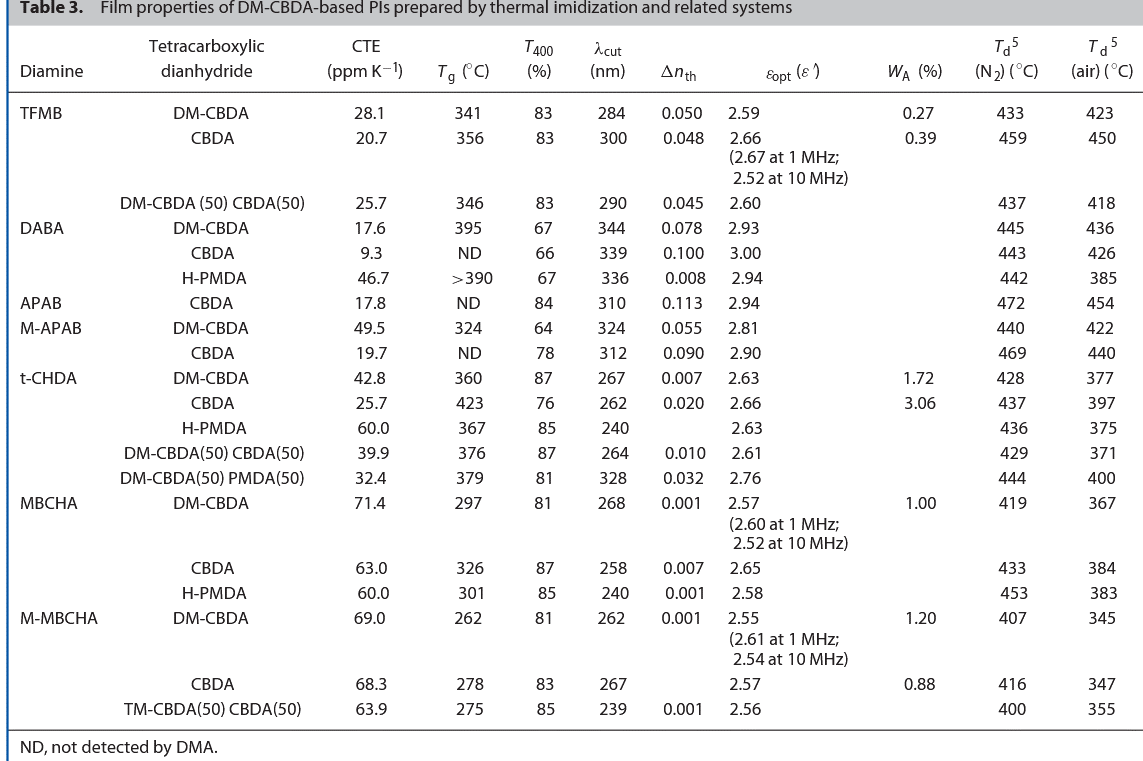 Table 3. Film properties of DM-CBDA-based PIs prepared by thermal imidization and related systems
Tetracarboxylic CTE T400 λcut Td5 Td5
Diamine dianhydride (ppm K−1) Tg (°C) (%) (nm) Δnth εopt (ε′) WA (%) (N2) (°C) (air) (°C)
TFMB DM-CBDA 28.1 341 83 284 0.050 2.59 0.27 433 423
CBDA 20.7 356 83 300 0.048 2.66 0.39 459 450
(2.67 at 1 MHz;
2.52 at 10 MHz)
DM-CBDA (50) CBDA(50) 25.7 346 83 290 0.045 2.60 437 418
DABA DM-CBDA 17.6 395 67 344 0.078 2.93 445 436
CBDA 9.3 ND 66 339 0.100 3.00 443 426
H-PMDA 46.7 >390 67 336 0.008 2.94 442 385
APAB CBDA 17.8 ND 84 310 0.113 2.94 472 454
M-APAB DM-CBDA 49.5 324 64 324 0.055 2.81 440 422
CBDA 19.7 ND 78 312 0.090 2.90 469 440
t-CHDA DM-CBDA 42.8 360 87 267 0.007 2.63 1.72 428 377
CBDA 25.7 423 76 262 0.020 2.66 3.06 437 397
H-PMDA 60.0 367 85 240 2.63 436 375
DM-CBDA(50) CBDA(50) 39.9 376 87 264 0.010 2.61 429 371
DM-CBDA(50) PMDA(50) 32.4 379 81 328 0.032 2.76 444 400
MBCHA DM-CBDA 71.4 297 81 268 0.001 2.57 1.00 419 367
(2.60 at 1 MHz;
2.52 at 10 MHz)
CBDA 63.0 326 87 258 0.007 2.65 433 384
H-PMDA 60.0 301 85 240 0.001 2.58 453 383
M-MBCHA DM-CBDA 69.0 262 81 262 0.001 2.55 1.20 407 345
(2.61 at 1 MHz;
2.54 at 10 MHz)
CBDA 68.3 278 83 267 2.57 0.88 416 347
TM-CBDA(50) CBDA(50) 63.9 275 85 239 0.001 2.56 400 355
ND, not detected by DMA.